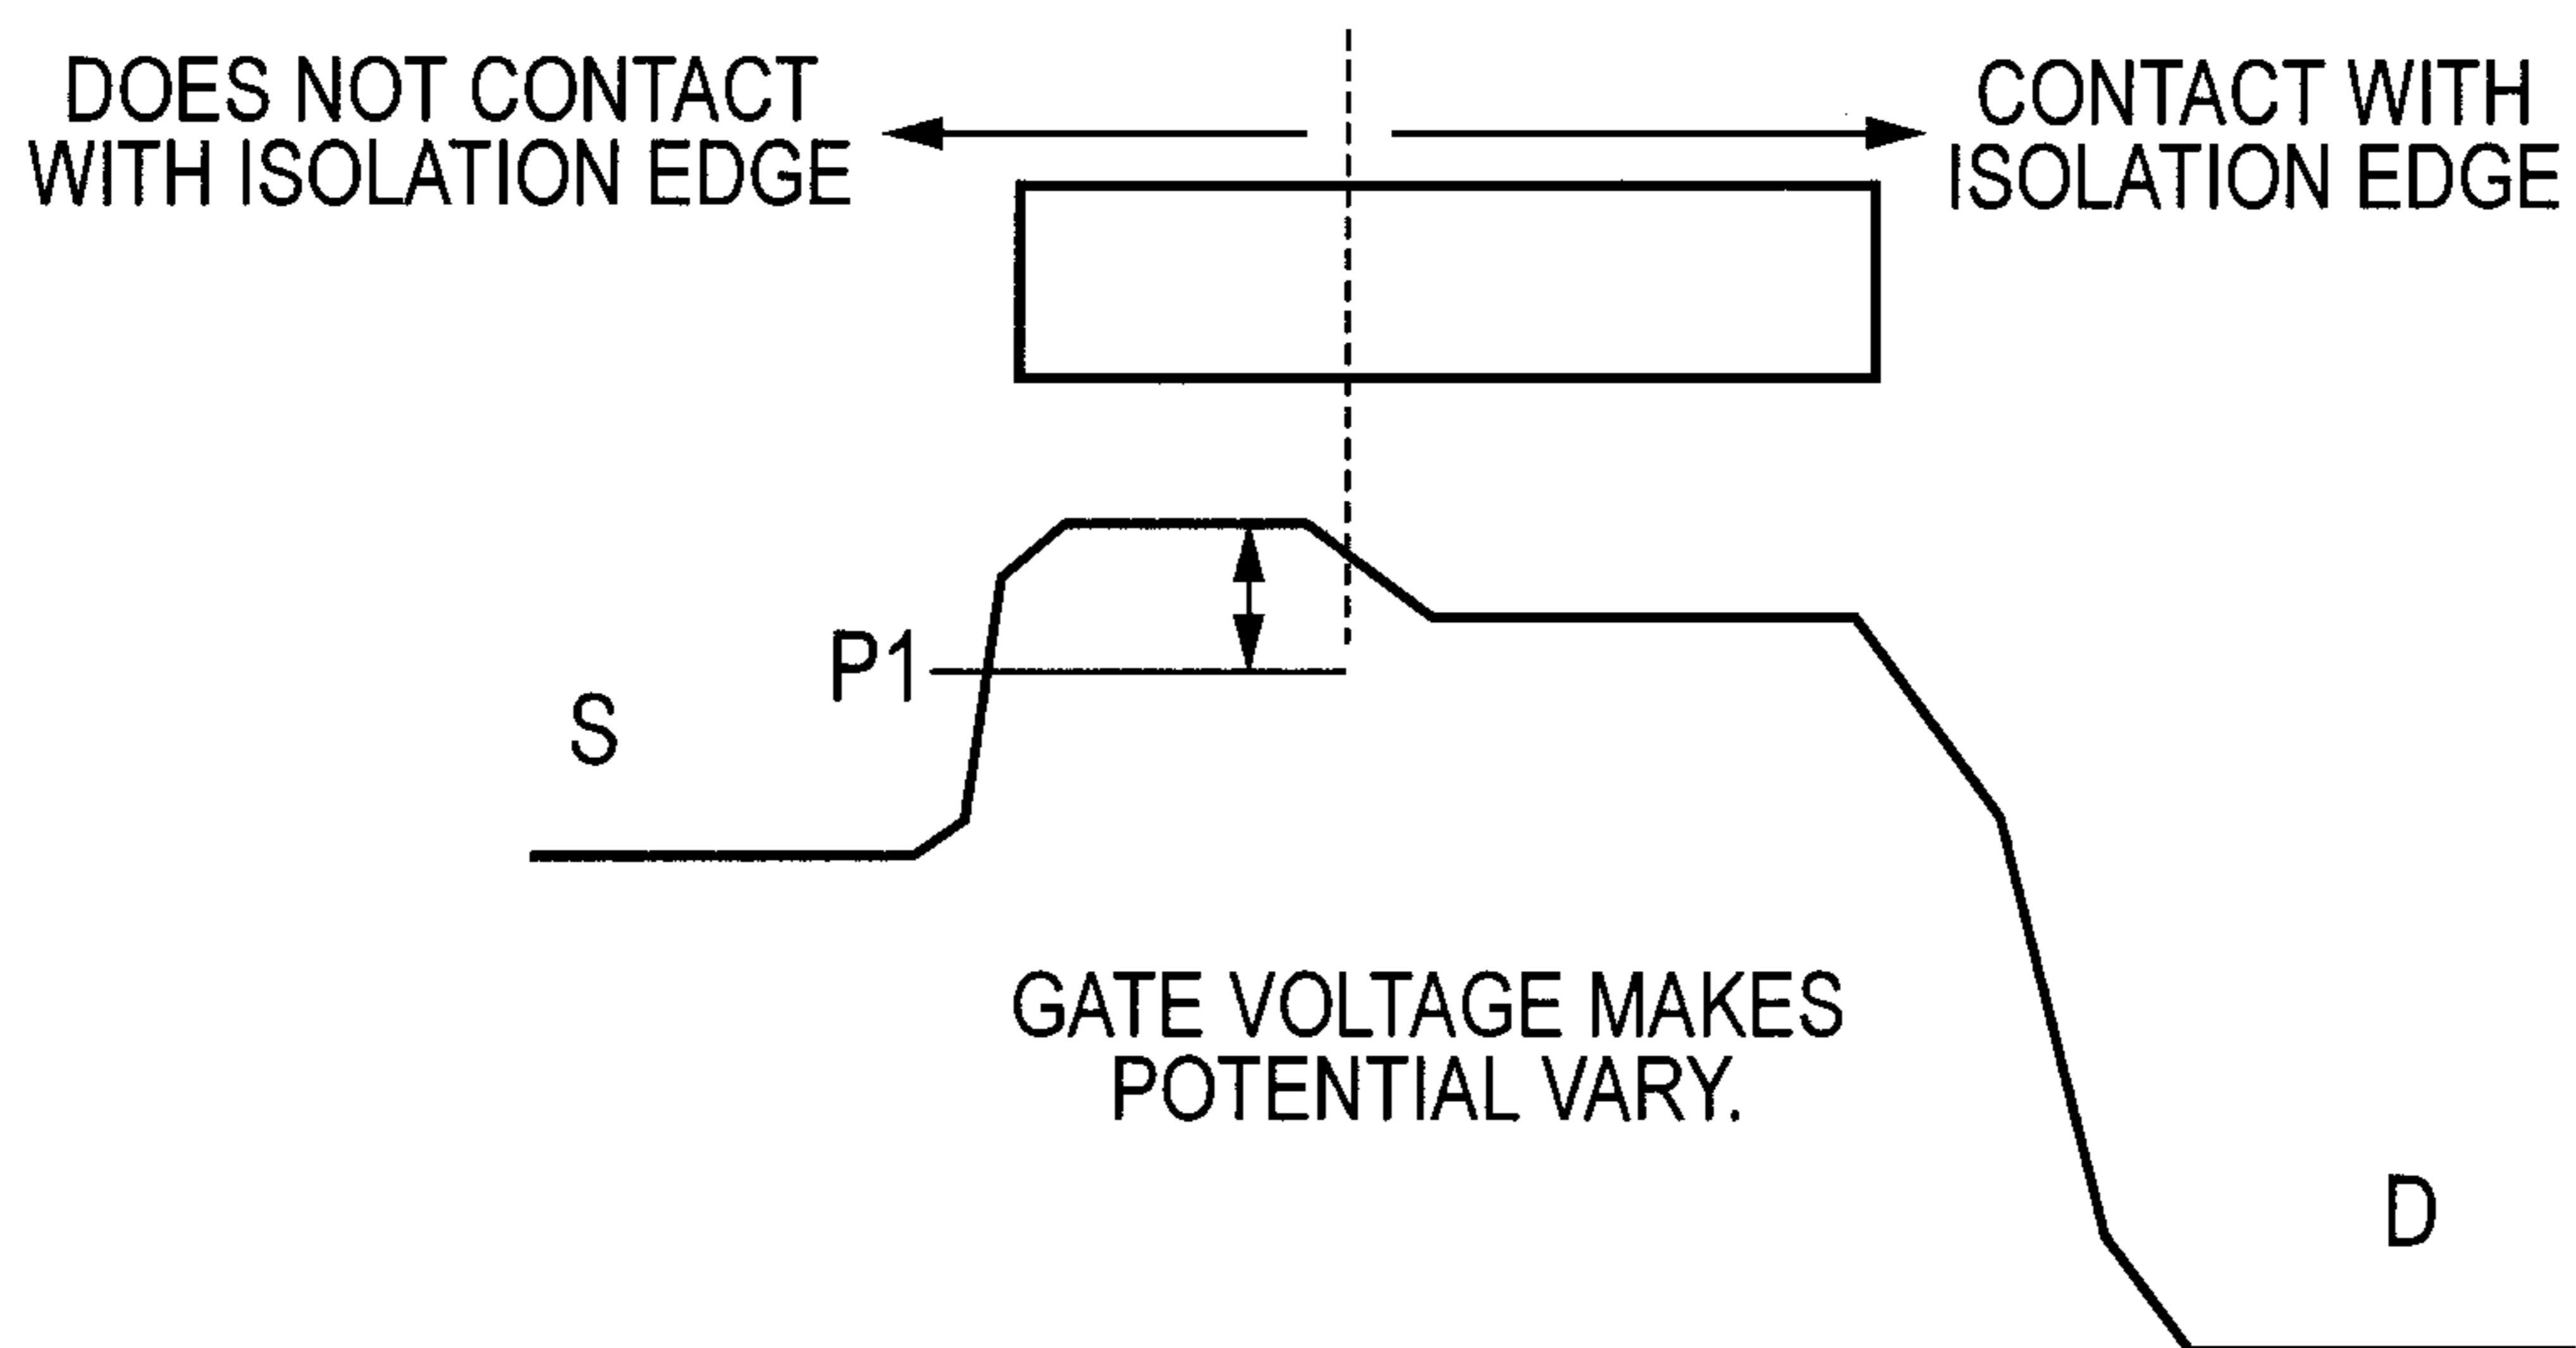 DOES NOT CONTACT
WITH ISOLATION EDGE
CONTACT WITH
ISOLATION EDGE
P1
S
GATE VOLTAGE MAKES
POTENTIAL VARY.
D